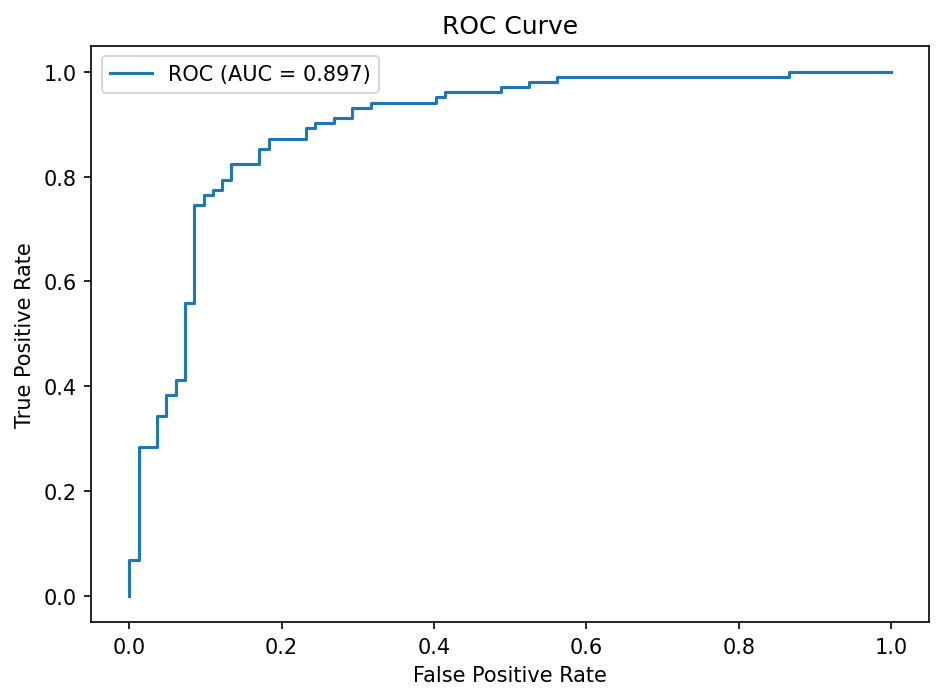 ROC Curve
ROC (AUC = 0.897)
1.0
0.8
0.6
0.4
0.2
0.0
True Positive Rate
0.0 0.2 0.4 0.6 0.8 1.0
False Positive Rate